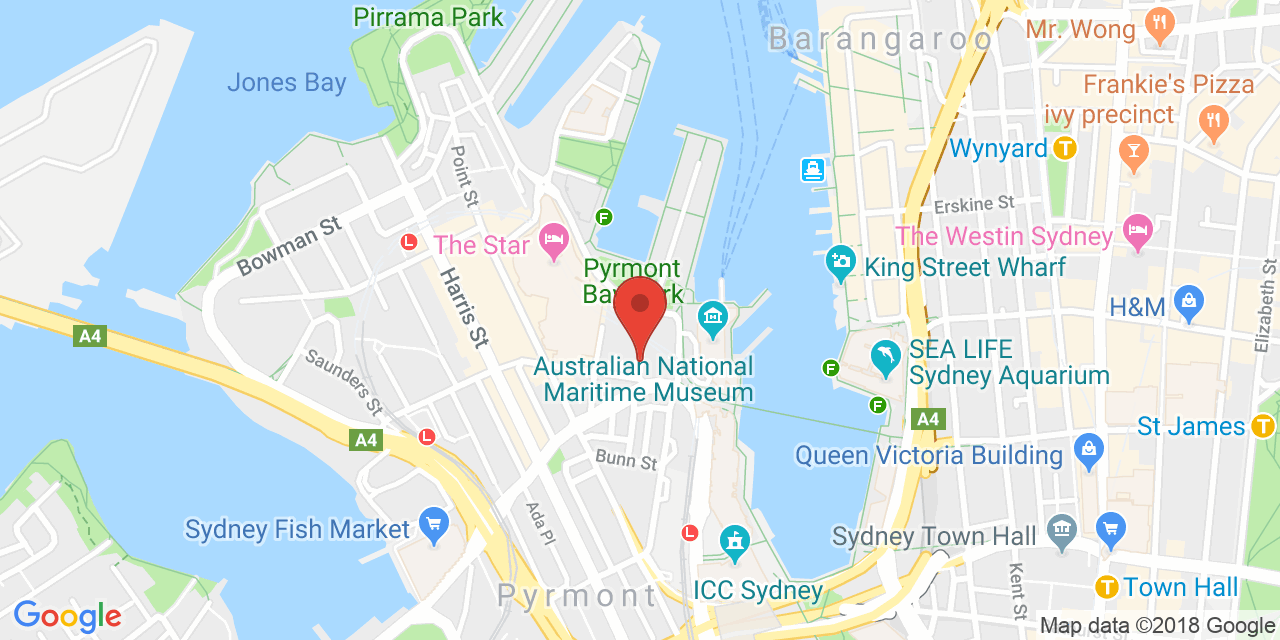 Pirrama Park
Barangaroo
Mr. Wong
Jones Bay
Frankie's Pizza
ivy precinct
Wynyard T
Point St
Erskine St
F
Bowman St
L
The Star
The Westin Sydney
Pyrmont
King Street Wharf
Harris St
H&M
Elizabeth St
A4
SEA LIFE
Sydney Aquarium
Australian National
Maritime Museum
F
Saunders St
F
A4
St James T
A4
L
Queen Victoria Building
Bunn St
Sydney Fish Market
Ada Pl
L
Sydney Town Hall
ICC Sydney
Kent St
T Town Hall
Pyrmont
Google
Map data ©2018 Google